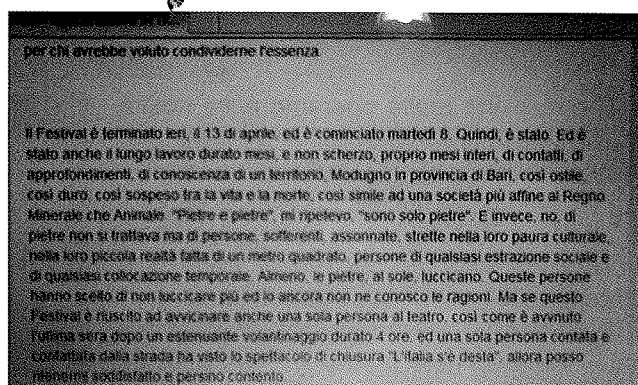 per chi avrebbe voluto condividerne l'essenza
Il Festival è terminato ieri, il 13 di aprile, ed è cominciato martedì 8. Quindi, è stato. Ed è
stato anche il lungo lavoro durato mesi, e non scherzo, proprio mesi interi, di contatti, di
approfondimenti, di conoscenza di un territorio, Modugno in provincia di Bari, così ostile,
così duro, così sospeso tra la vita e la morte, così simile ad una società più affine al Regno
Minerale che Animale. "Pietre e pietre", mi ripetevo, "sono solo pietre". E invece, no, di
pietre non si trattava ma di persone, sofferenti, assonnate, strette nella loro paura culturale,
nella loro piccola realtà fatta di un metro quadrato, persone di qualsiasi estrazione sociale e
di qualsiasi collocazione temporale. Almeno, le pietre, al sole, luccicano. Queste persone
hanno scelto di non luccicare più ed io ancora non ne conosco le ragioni. Ma se questo
Festival è riuscito ad avvicinare anche una sola persona al teatro, così come è avvnuto
l'ultima sera dopo un estenuante volantinaggio durato 4 ore, ed una sola persona contata e
contattata dalla strada ha visto lo spettacolo di chiusura "L'Italia s'è desta", allora posso
ritenermi soddisfatto e persino contento.